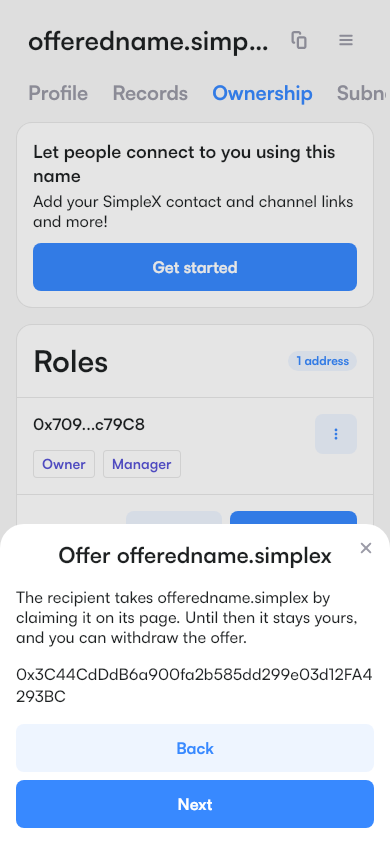 offeredname.simp...
Profile Records Ownership Subn
Let people connect to you using this
name
Add your SimpleX contact and channel links
and more!
Get started
Roles
1 address
0x709...c79C8
Owner Manager
Offer offeredname.simplex
The recipient takes offeredname.simplex by
claiming it on its page. Until then it stays yours,
and you can withdraw the offer.
0x3C44CdDdB6a900fa2b585dd299e03d12FA4
293BC
Back
Next